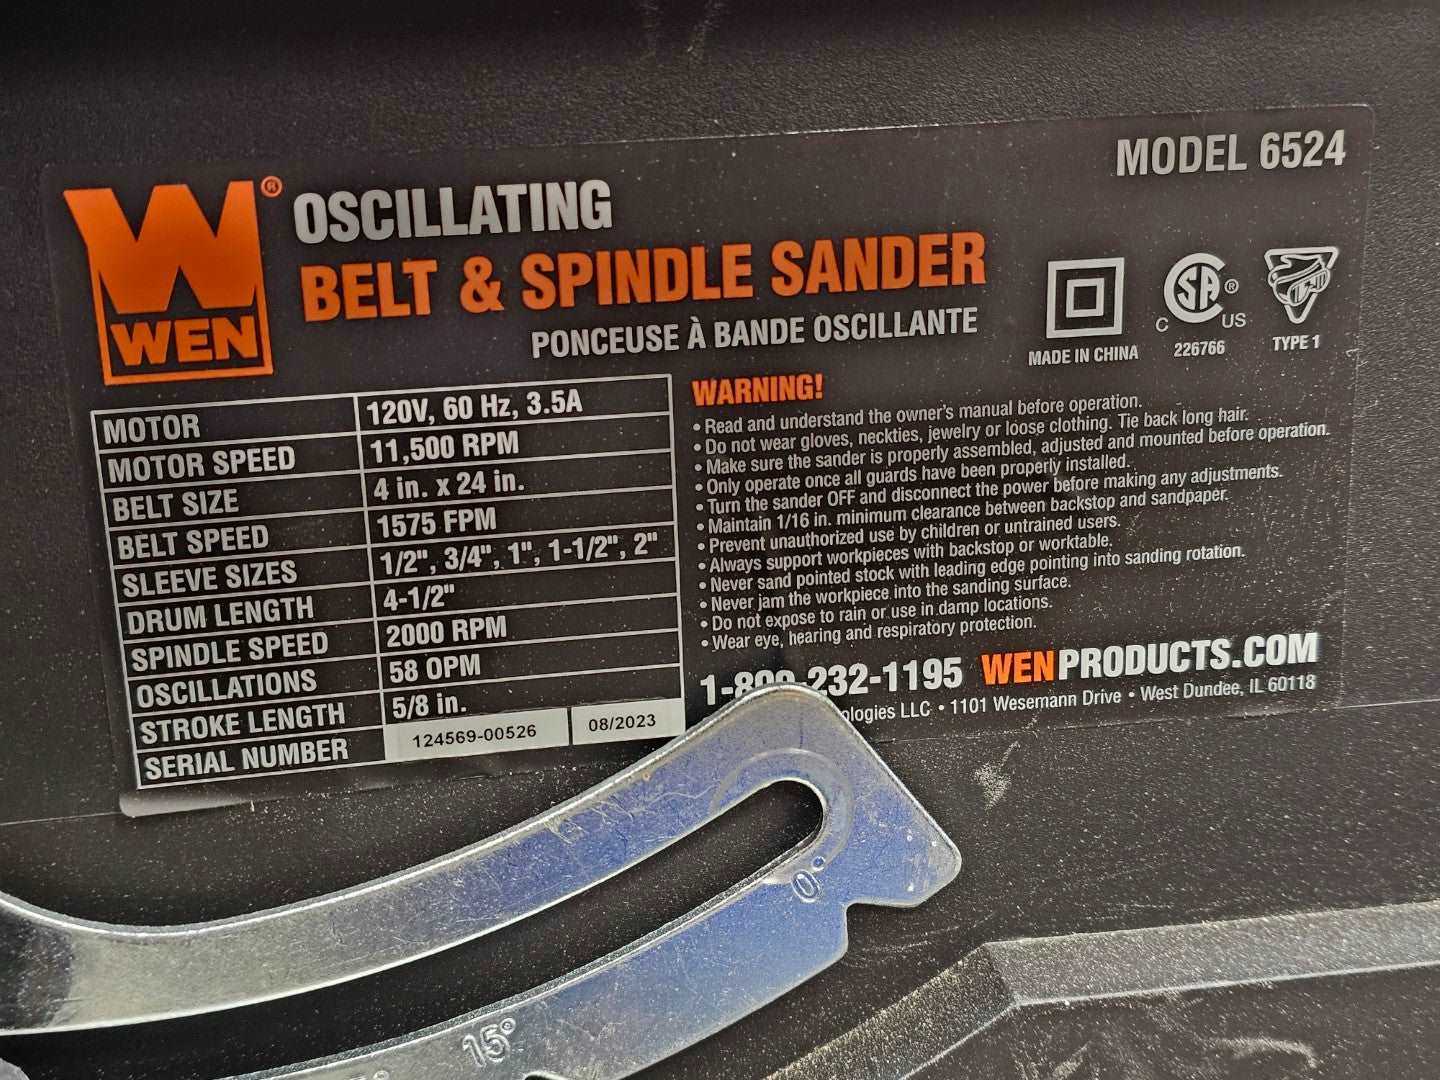 MODEL 6524
WEN®
OSCILLATING
BELT & SPINDLE SANDER
PONCEUSE À BANDE OSCILLANTE
MADE IN CHINA
C SA ® US
226766
TYPE 1
MOTOR 120V, 60 Hz, 3.5A
MOTOR SPEED 11,500 RPM
BELT SIZE 4 in. x 24 in.
BELT SPEED 1575 FPM
SLEEVE SIZES 1/2", 3/4", 1", 1-1/2", 2"
DRUM LENGTH 4-1/2"
SPINDLE SPEED 2000 RPM
OSCILLATIONS 58 OPM
STROKE LENGTH 5/8 in.
SERIAL NUMBER 124569-00526 08/2023
WARNING!
• Read and understand the owner's manual before operation.
• Do not wear gloves, neckties, jewelry or loose clothing. Tie back long hair.
• Make sure the sander is properly assembled, adjusted and mounted before operation.
• Only operate once all guards have been properly installed.
• Turn the sander OFF and disconnect the power before making any adjustments.
• Maintain 1/16 in. minimum clearance between backstop and sandpaper.
• Prevent unauthorized use by children or untrained users.
• Always support workpieces with backstop or worktable.
• Never sand pointed stock with leading edge pointing into sanding rotation.
• Never jam the workpiece into the sanding surface.
• Do not expose to rain or use in damp locations.
• Wear eye, hearing and respiratory protection.
1-800-232-1195 WENPRODUCTS.COM
ologies LLC • 1101 Wesemann Drive • West Dundee, IL 60118
0°
15°